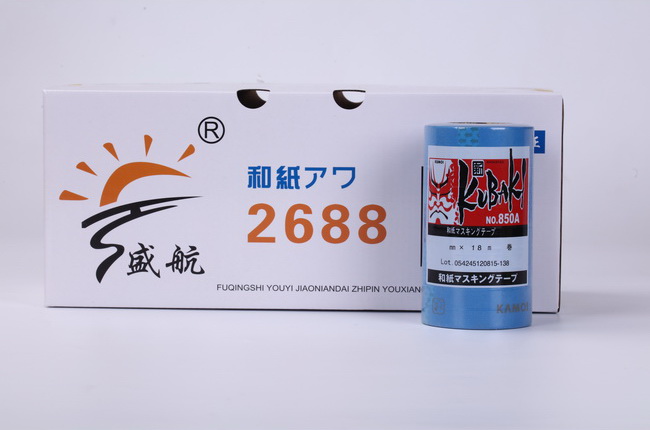 ®
盛航
和紙アワ
2688
FUQINGSHI YOUYI JIAONIANDAI ZHIPIN YOUXIAN
KUBAKI
NO.850A
和紙マスキングテープ
m × 18m 巻
Lot. 054245120815-138
和紙マスキングテープ
KAMOI